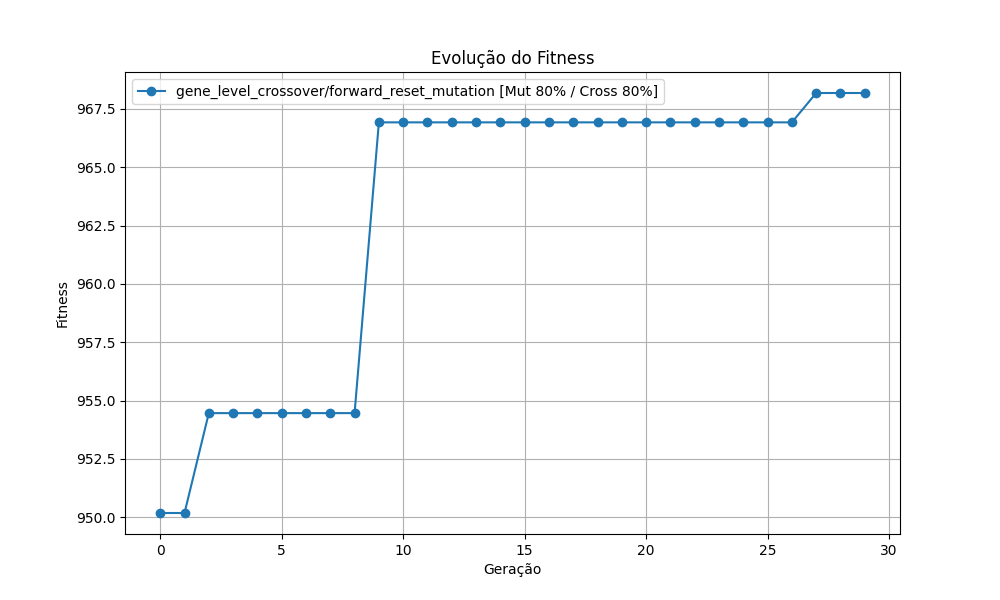 Evolução do Fitness
gene_level_crossover/forward_reset_mutation [Mut 80% / Cross 80%]
Fitness
967.5
965.0
962.5
960.0
957.5
955.0
952.5
950.0
0 5 10 15 20 25 30
Geração